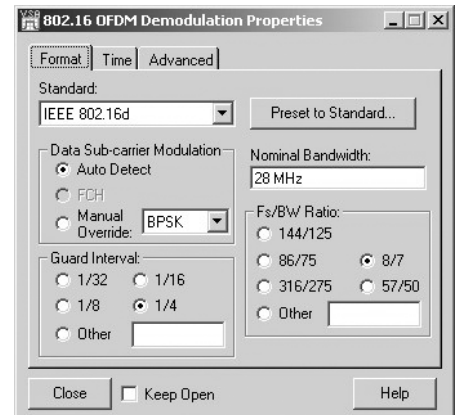 VSA
802.16 OFDM Demodulation Properties
Format Time Advanced
Standard:
IEEE 802.16d
Preset to Standard...
Data Sub-carrier Modulation
Auto Detect
FCH
Manual Override:
BPSK
Nominal Bandwidth:
28 MHz
Guard Interval:
1/32 1/16
1/8 1/4
Other
Fs/BW Ratio:
144/125
86/75 8/7
316/275 57/50
Other
Close Keep Open Help